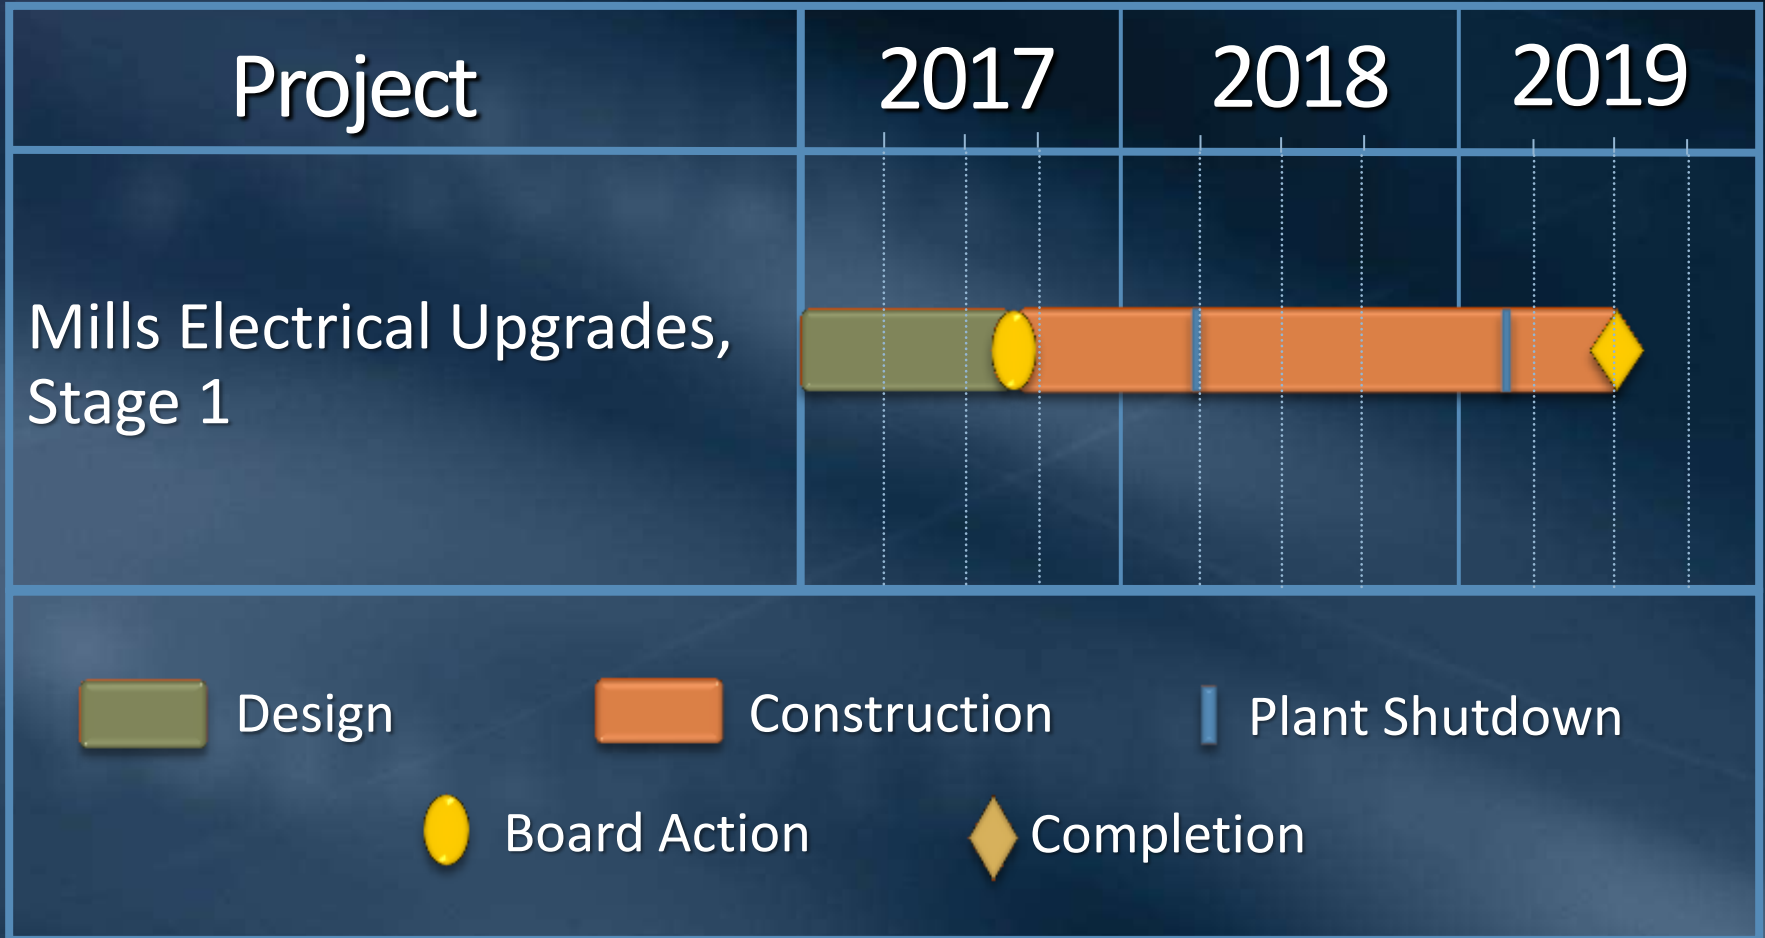 Project
2017
2018
2019
Mills Electrical Upgrades,
Stage 1
Design
Construction
Plant Shutdown
Board Action
Completion